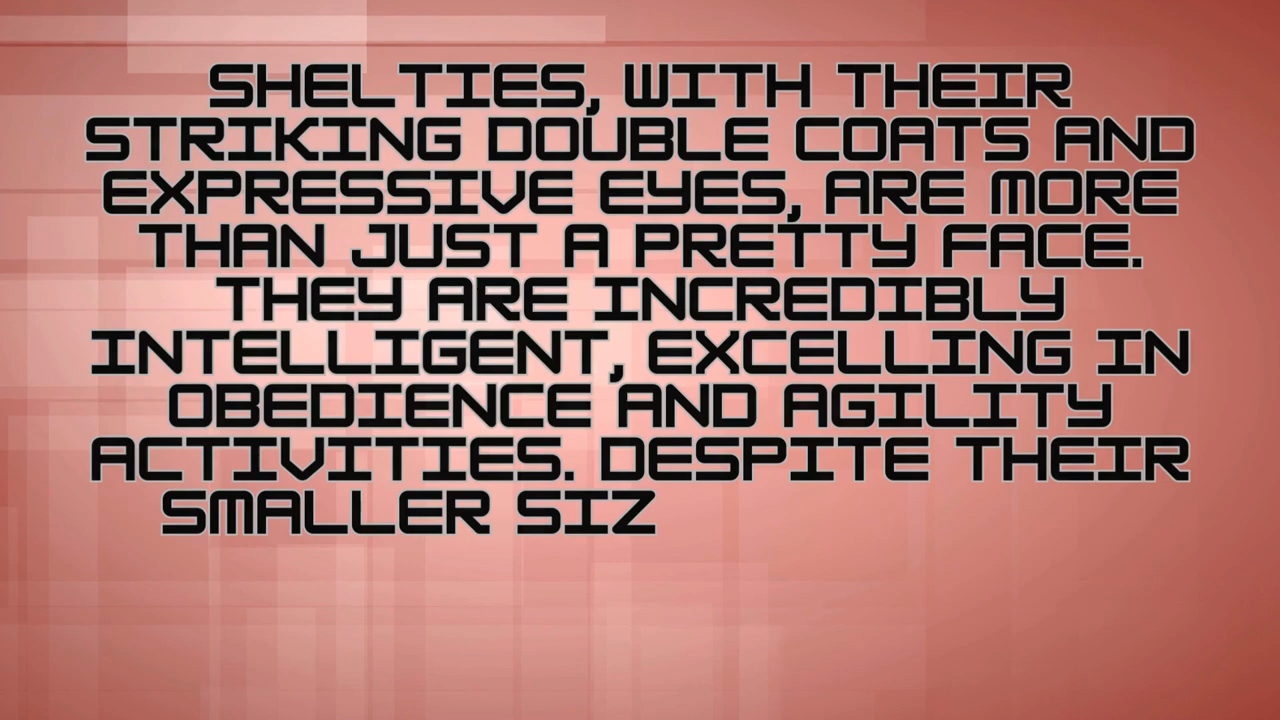 SHELTIES, WITH THEIR
STRIKING DOUBLE COATS AND
EXPRESSIVE EYES, ARE MORE
THAN JUST A PRETTY FACE.
THEY ARE INCREDIBLY
INTELLIGENT, EXCELLING IN
OBEDIENCE AND AGILITY
ACTIVITIES. DESPITE THEIR
SMALLER SIZ